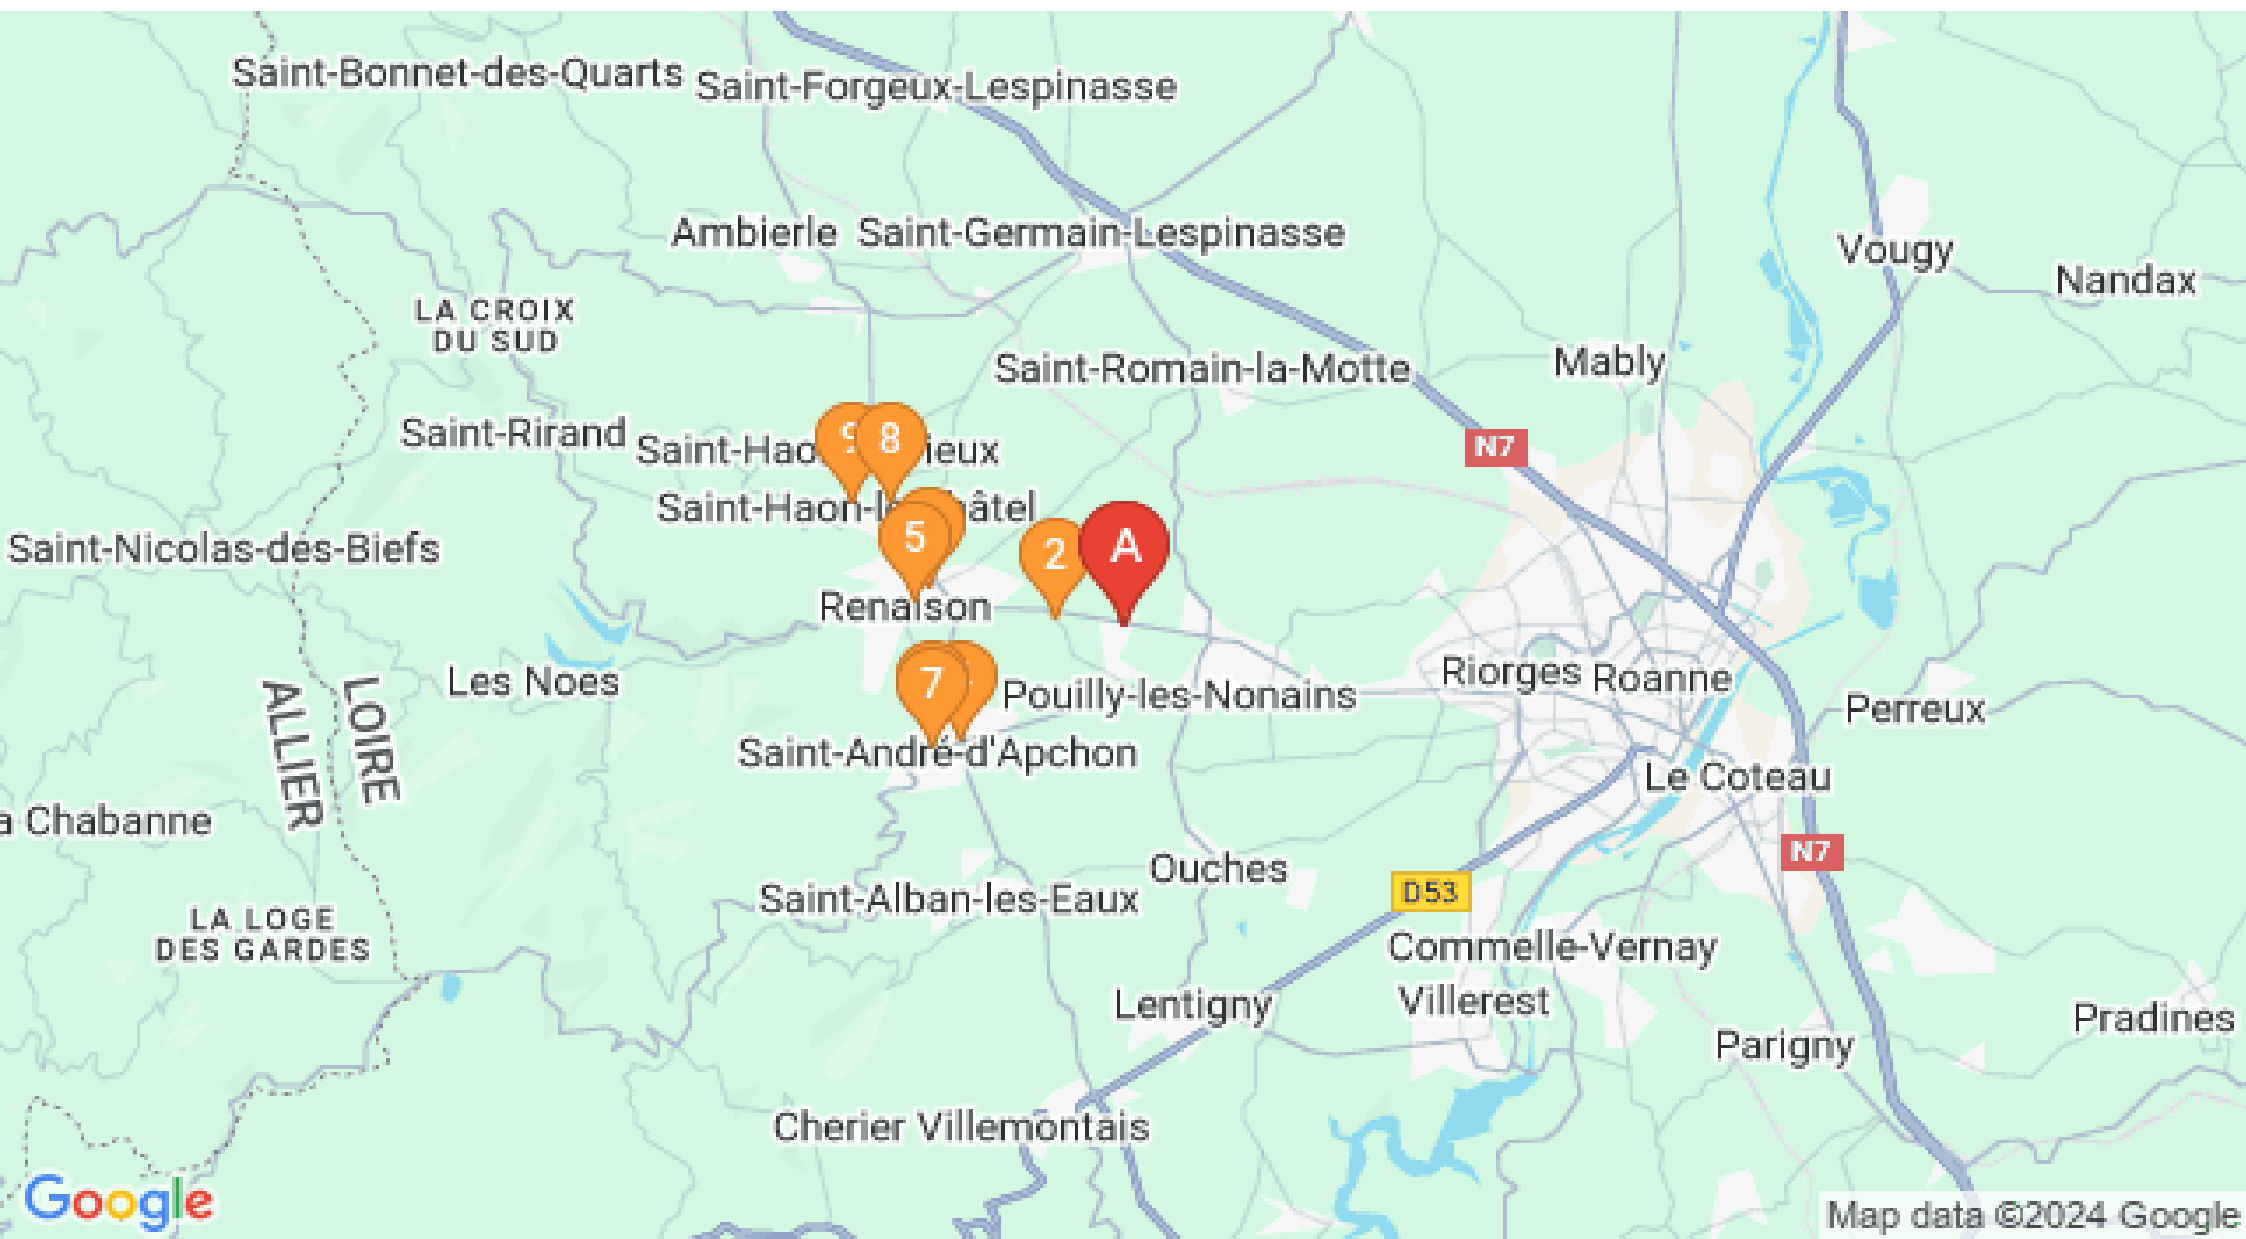 Saint-Bonnet-des-Quarts
Saint-Forgeux-Lespinasse
Ambierle
Saint-Germain-Lespinasse
Vougy
Nandax
LA CROIX
DU SUD
Saint-Romain-la-Motte
Mably
Saint-Rirand
8
N7
A
5
2
Saint-Nicolas-des-Biefs
Renaison
Les Noes
7
Pouilly-les-Nonains
Riorges
Roanne
Perreux
LOIRE
ALLIER
Saint-André-d'Apchon
Le Coteau
Chabanne
N7
Ouches
D53
Saint-Alban-les-Eaux
LA LOGE
DES GARDES
Commelle-Vernay
Lentigny
Villerest
Pradines
Parigny
Cherier
Villemontais
Google
Map data ©2024 Google